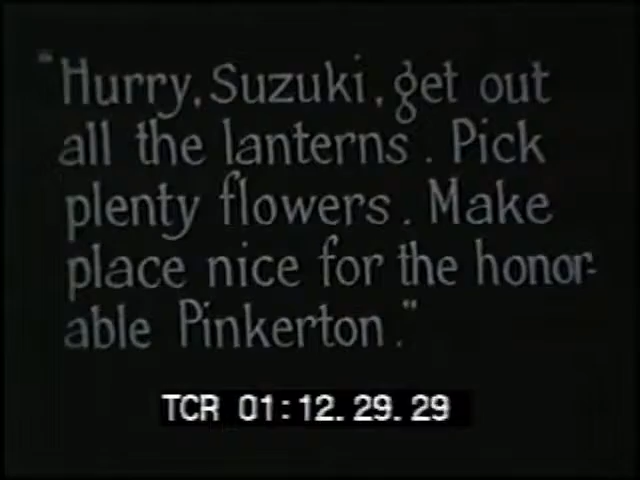 "Hurry, Suzuki, get out
all the lanterns. Pick
plenty flowers. Make
place nice for the honor-
able Pinkerton."
TCR 01:12.29.29